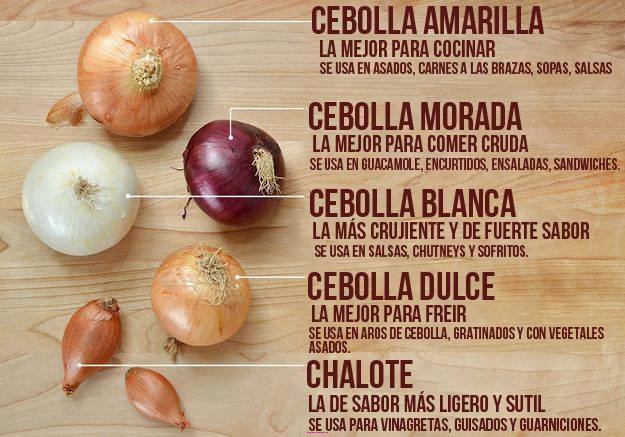 CEBOLLA AMARILLA
LA MEJOR PARA COCINAR
SE USA EN ASADOS, CARNES A LAS BRAZAS, SOPAS, SALSAS
CEBOLLA MORADA
LA MEJOR PARA COMER CRUDA
SE USA EN GUACAMOLE, ENCURTIDOS, ENSALADAS, SANDWICHES.
CEBOLLA BLANCA
LA MÁS CRUJIENTE Y DE FUERTE SABOR
SE USA EN SALSAS, CHUTNEYS Y SOFRITOS.
CEBOLLA DULCE
LA MEJOR PARA FREIR
SE USA EN AROS DE CEBOLLA, GRATINADOS Y CON VEGETALES
ASADOS.
CHALOTE
LA DE SABOR MÁS LIGERO Y SUTIL
SE USA PARA VINAGRETAS, GUISADOS Y GUARNICIONES.